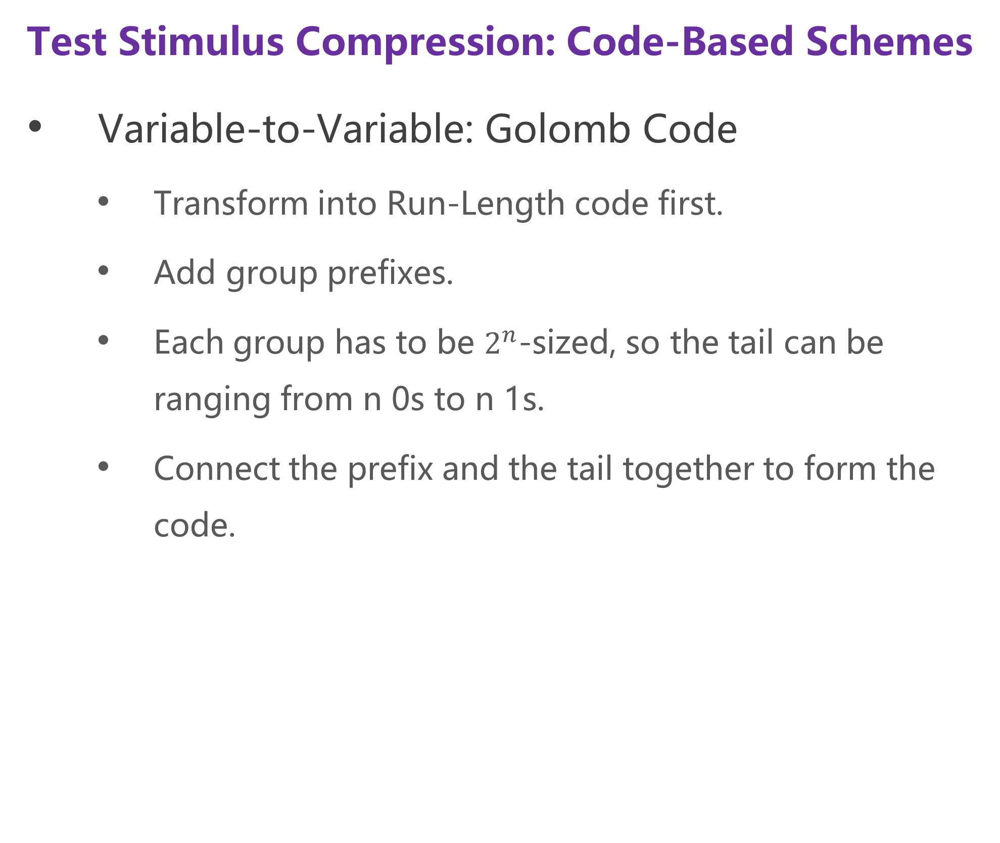 Test Stimulus Compression: Code-Based Schemes
• Variable-to-Variable: Golomb Code
• Transform into Run-Length code first.
• Add group prefixes.
• Each group has to be 2ⁿ-sized, so the tail can be
ranging from n 0s to n 1s.
• Connect the prefix and the tail together to form the
code.